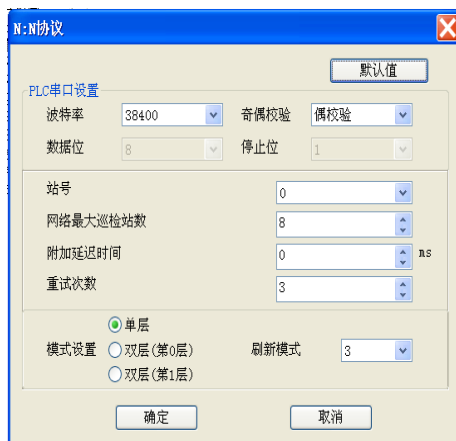 N:N协议
默认值
PLC串口设置
波特率 38400 奇偶校验 偶校验
数据位 8 停止位 1
站号 0
网络最大巡检站数 8
附加延迟时间 0 ms
重试次数 3
单层
模式设置 双层(第0层) 刷新模式 3
双层(第1层)
确定 取消